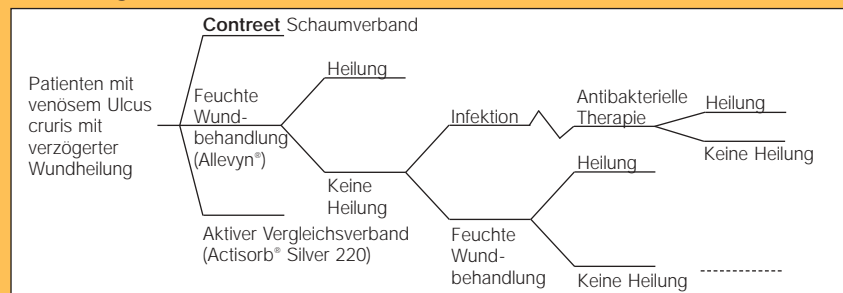 Contreet Schaumverband
Patienten mit
venösem Ulcus
cruris mit
verzögerter
Wundheilung
Feuchte
Wund-
behandlung
(Allevyn®)
Aktiver Vergleichsverband
(Actisorb® Silver 220)
Heilung
Keine
Heilung
Infektion
Feuchte
Wund-
behandlung
Antibakterielle
Therapie
Heilung
Keine Heilung
Heilung
Keine Heilung